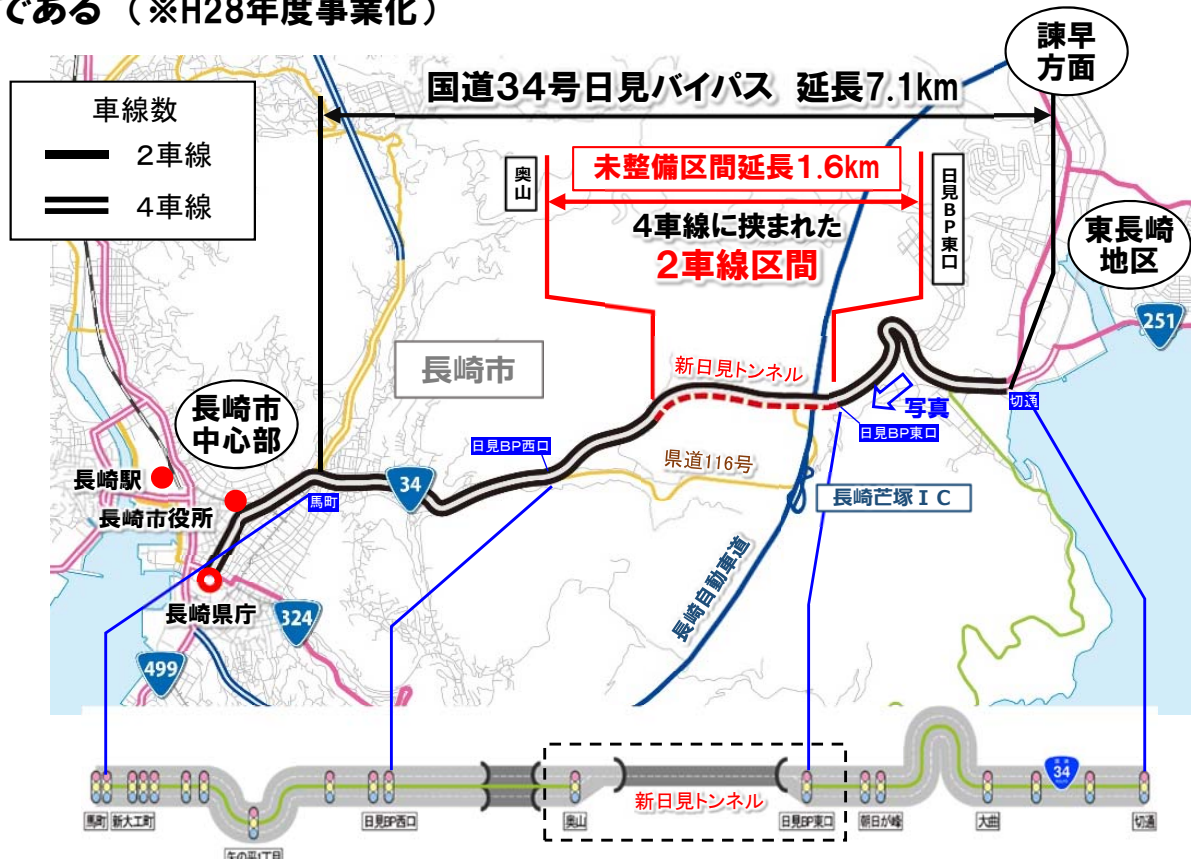 である（※H28年度事業化）
諫早
方面
車線数
2車線
4車線
国道34号日見バイパス 延長7.1km
奥山
未整備区間延長1.6km
日見BP東口
4車線に挟まれた
2車線区間
東長崎
地区
251
長崎市
新日見トンネル
写真
切通
長崎市
中心部
日見BP西口
日見BP東口
県道116号
長崎駅
34
馬町
長崎市役所
長崎芒塚IC
長崎自動車道
長崎県庁
324
499
新日見トンネル
国道
34
馬町
新大工町
矢の平1丁目
日見BP西口
奥山
日見BP東口
朝日が峰
大曲
切通